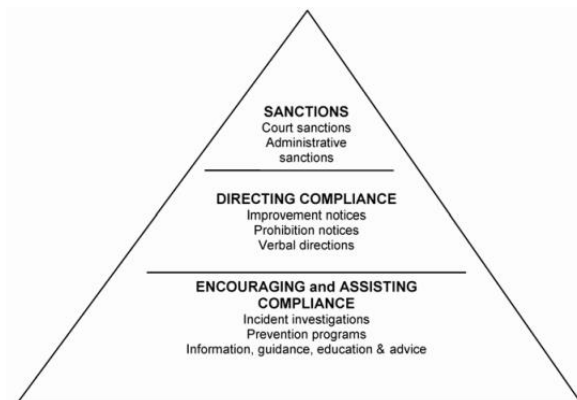 SANCTIONS
Court sanctions
Administrative
sanctions
DIRECTING COMPLIANCE
Improvement notices
Prohibition notices
Verbal directions
ENCOURAGING and ASSISTING
COMPLIANCE
Incident investigations
Prevention programs
Information, guidance, education & advice